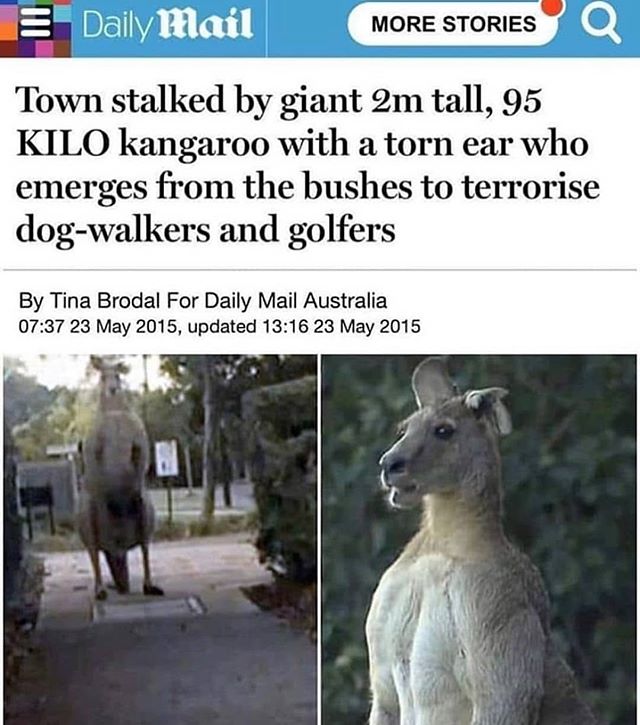 Daily Mail
MORE STORIES
Town stalked by giant 2m tall, 95
KILO kangaroo with a torn ear who
emerges from the bushes to terrorise
dog-walkers and golfers
By Tina Brodal For Daily Mail Australia
07:37 23 May 2015, updated 13:16 23 May 2015